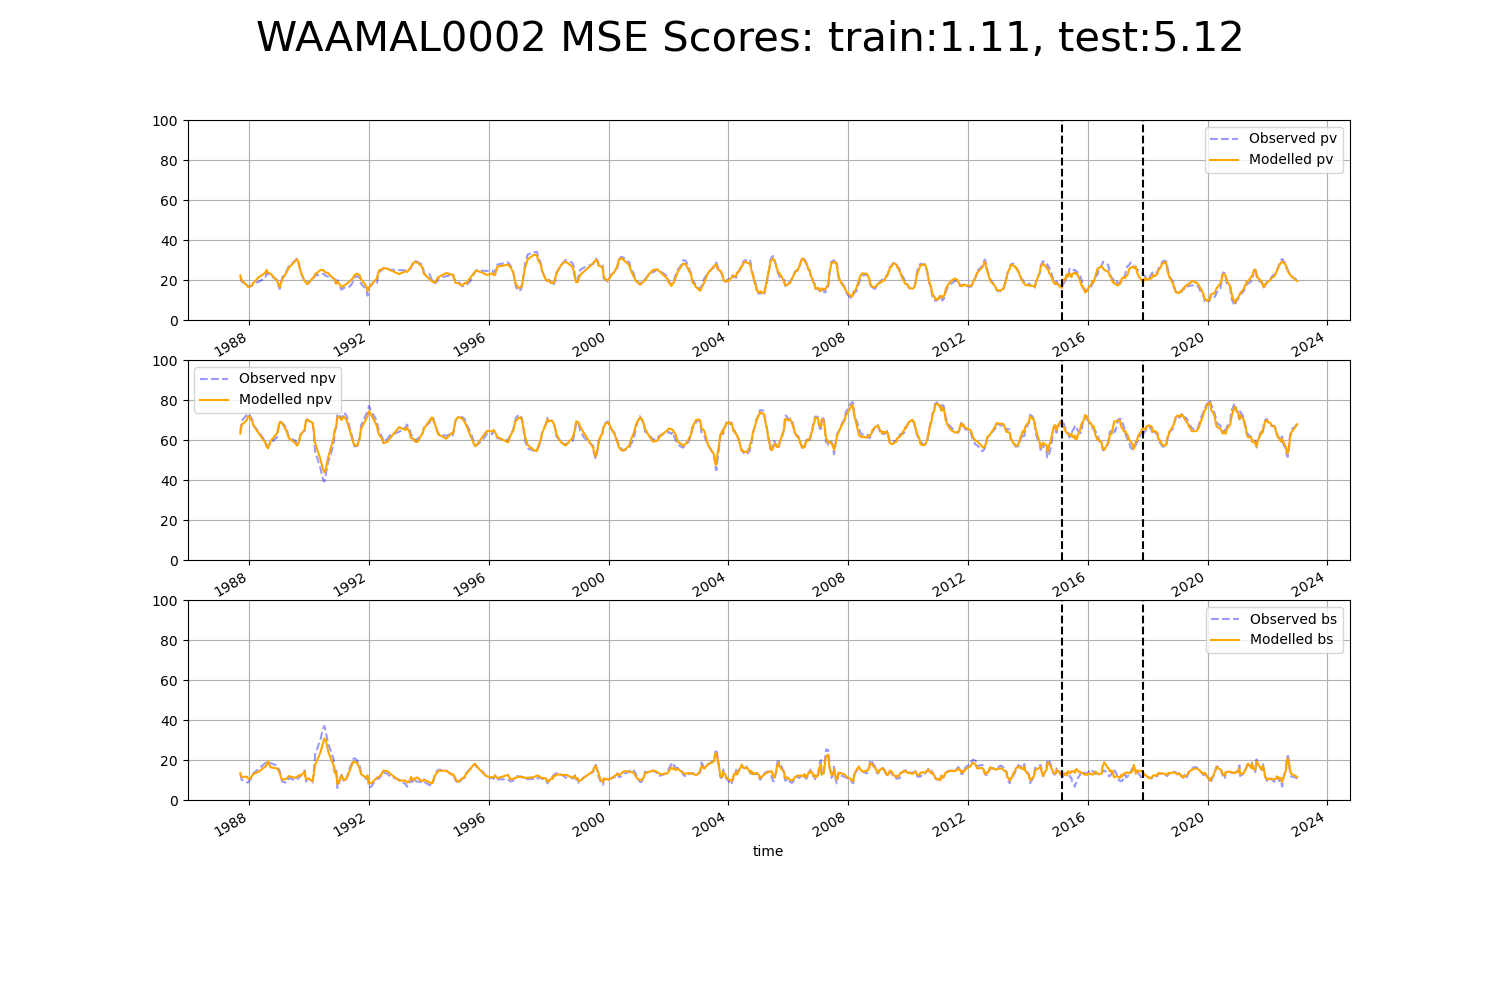 WAAMAL0002 MSE Scores: train:1.11, test:5.12
100
80
60
40
20
0
Observed pv
Modelled pv
1988 1992 1996 2000 2004 2008 2012 2016 2020 2024
100
80
60
40
20
0
Observed npv
Modelled npv
1988 1992 1996 2000 2004 2008 2012 2016 2020 2024
100
80
60
40
20
0
Observed bs
Modelled bs
1988 1992 1996 2000 2004 2008 2012 2016 2020 2024
time